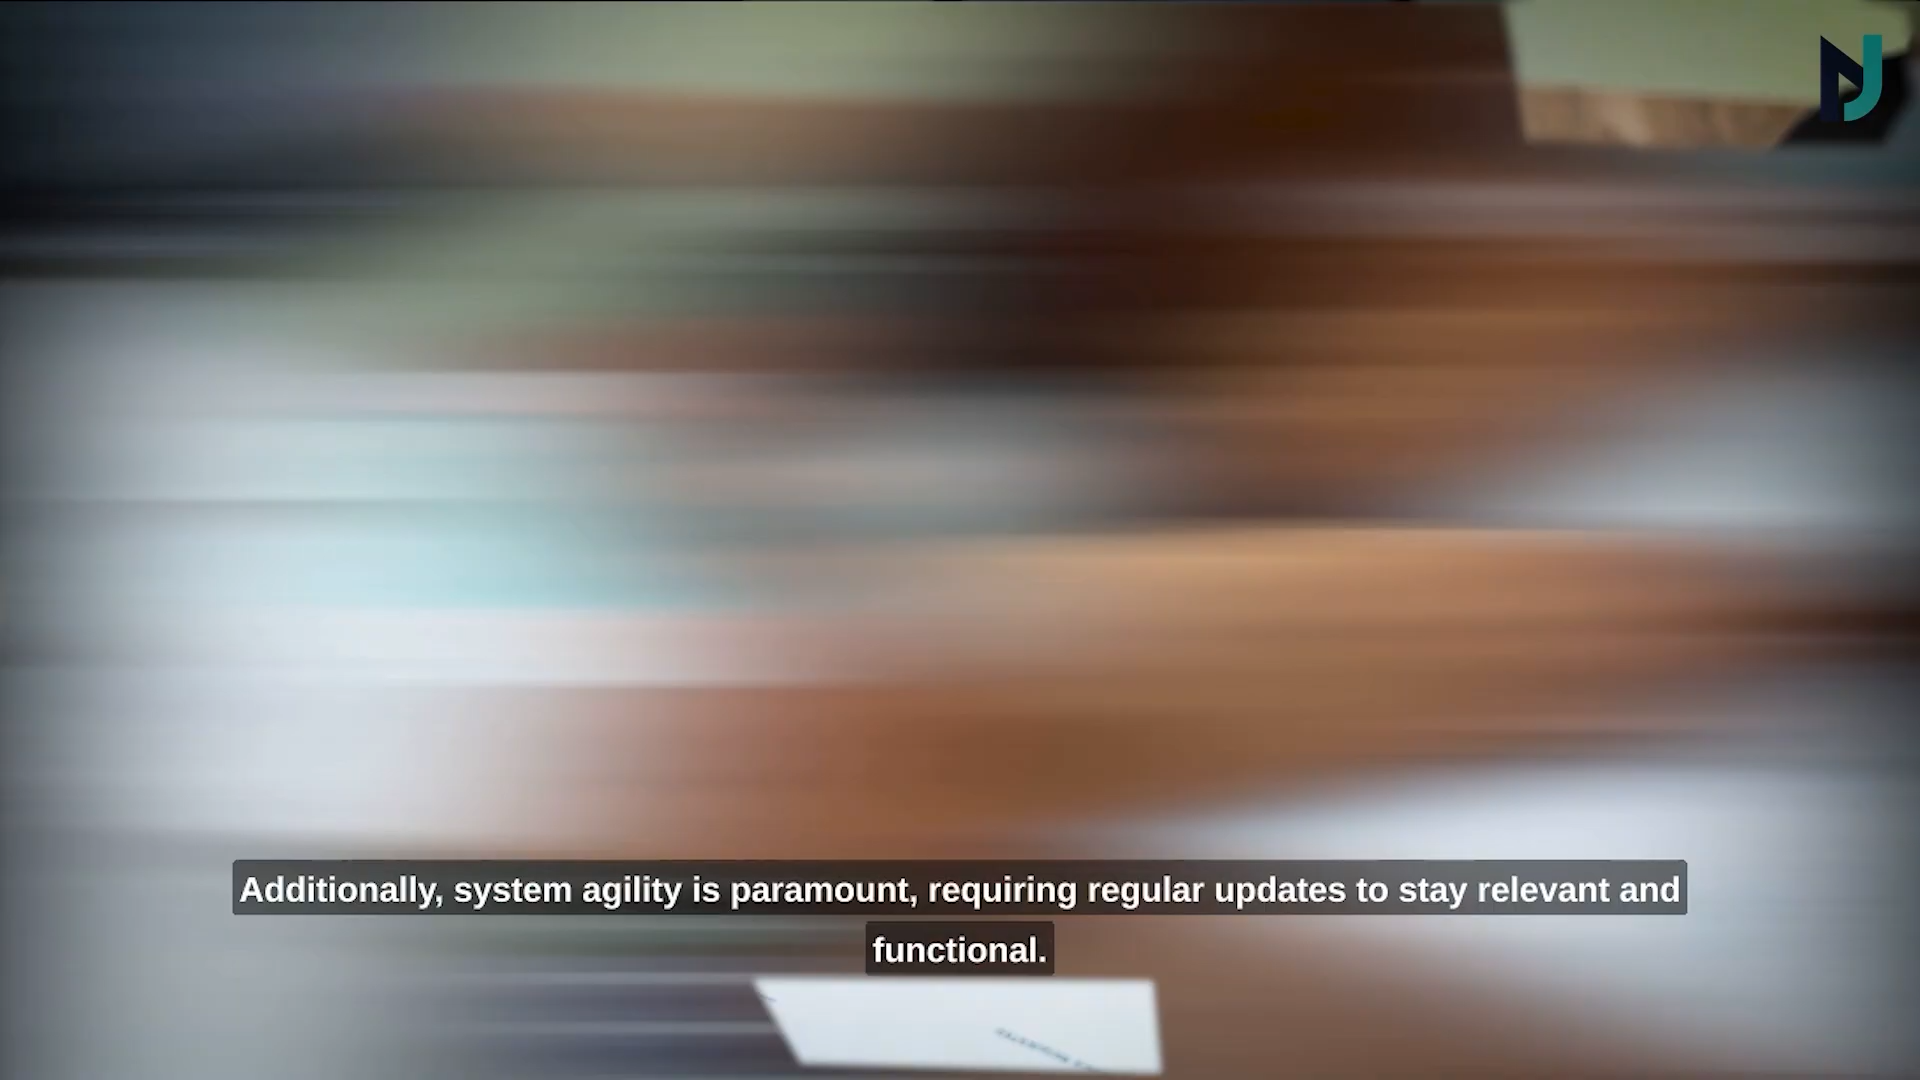 Additionally, system agility is paramount, requiring regular updates to stay relevant and
functional.